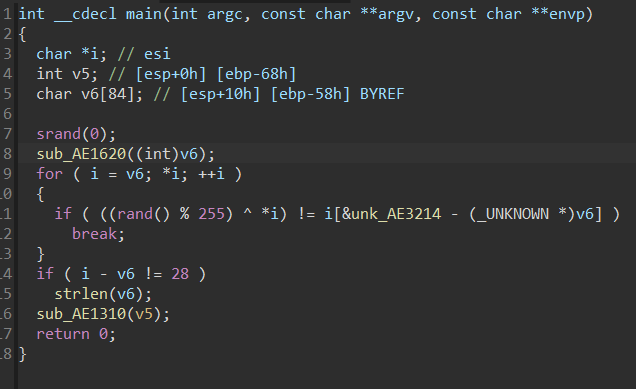 1 int __cdecl main(int argc, const char **argv, const char **envp)
2 {
3 char *i; // esi
4 int v5; // [esp+0h] [ebp-68h]
5 char v6[84]; // [esp+10h] [ebp-58h] BYREF
6
7 srand(0);
8 sub_AE1620((int)v6);
9 for ( i = v6; *i; ++i )
.0 {
.1 if ( ((rand() % 255) ^ *i) != i[&unk_AE3214 - (_UNKNOWN *)v6] )
.2 break;
.3 }
.4 if ( i - v6 != 28 )
.5 strlen(v6);
.6 sub_AE1310(v5);
.7 return 0;
.8 }